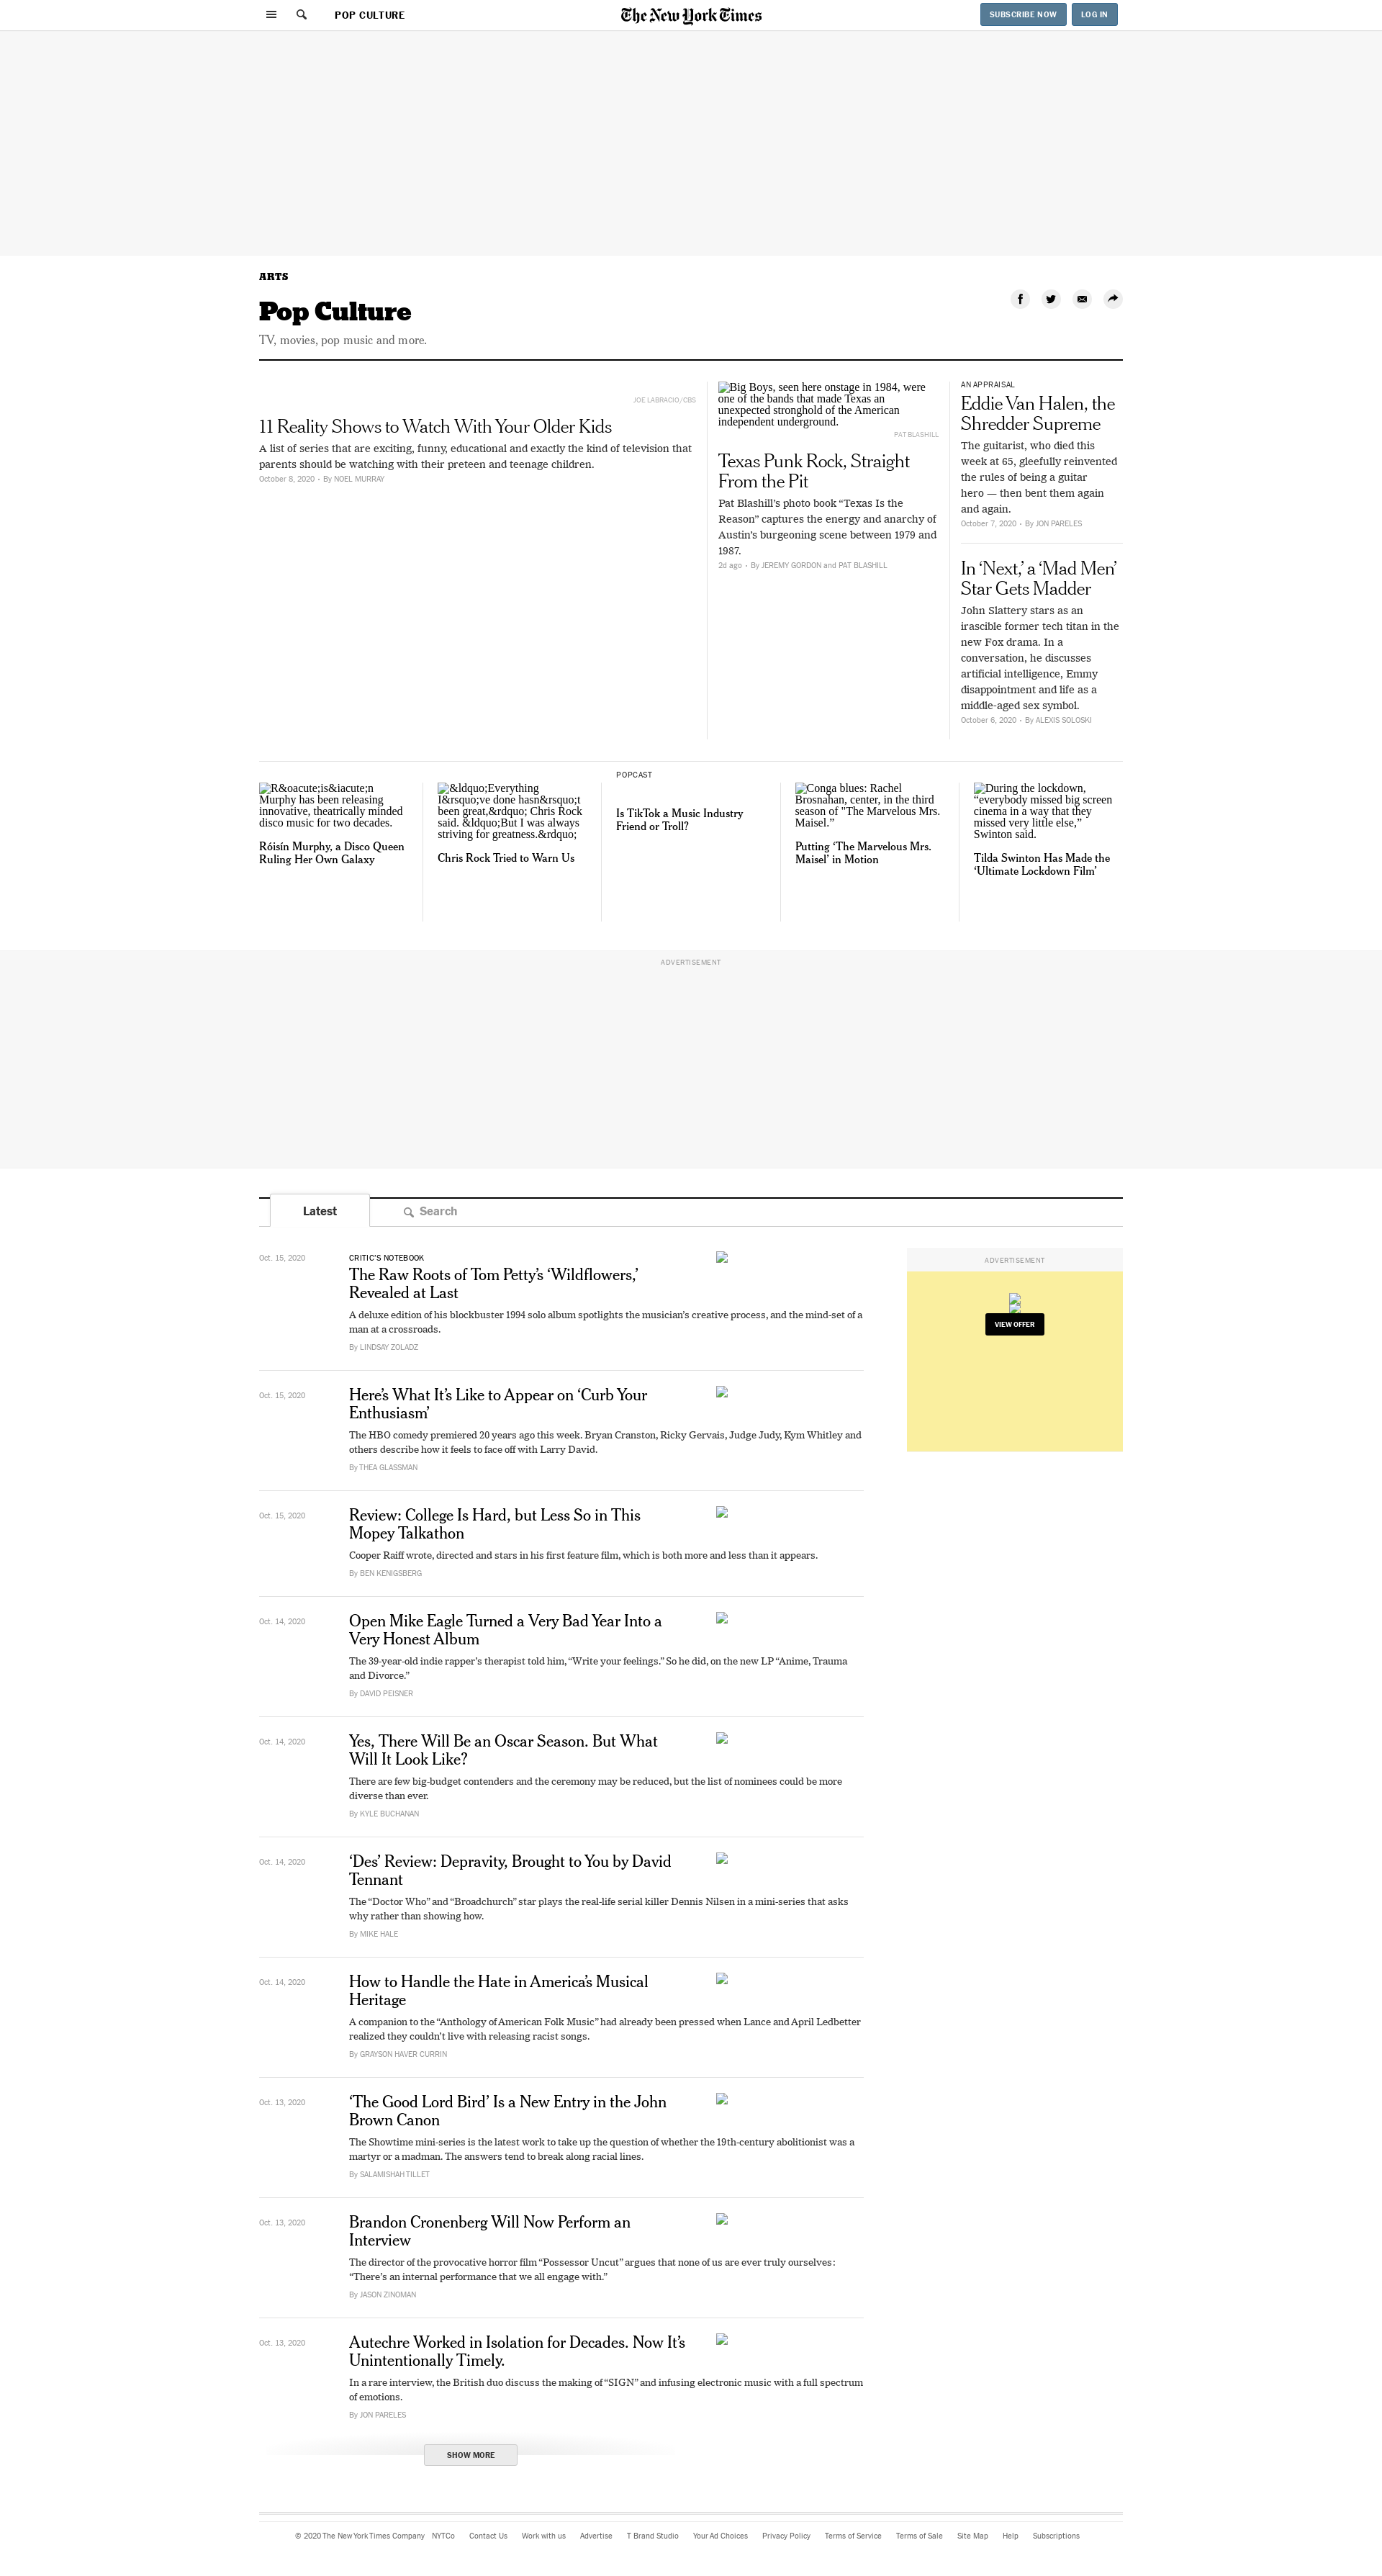 POP CULTURE
The New York Times
SUBSCRIBE NOW
LOG IN
ARTS
Pop Culture
TV, movies, pop music and more.
JOE LABRACIO/CBS
11 Reality Shows to Watch With Your Older Kids
A list of series that are exciting, funny, educational and exactly the kind of television that
parents should be watching with their preteen and teenage children.
October 8, 2020 • By NOEL MURRAY
Big Boys, seen here onstage in 1984, were
one of the bands that made Texas an
unexpected stronghold of the American
independent underground.
PAT BLASHILL
Texas Punk Rock, Straight
From the Pit
Pat Blashill’s photo book “Texas Is the
Reason” captures the energy and anarchy of
Austin’s burgeoning scene between 1979 and
1987.
2d ago • By JEREMY GORDON and PAT BLASHILL
AN APPRAISAL
Eddie Van Halen, the
Shredder Supreme
The guitarist, who died this
week at 65, gleefully reinvented
the rules of being a guitar
hero — then bent them again
and again.
October 7, 2020 • By JON PARELES
In ‘Next,’ a ‘Mad Men’
Star Gets Madder
John Slattery stars as an
irascible former tech titan in the
new Fox drama. In a
conversation, he discusses
artificial intelligence, Emmy
disappointment and life as a
middle-aged sex symbol.
October 6, 2020 • By ALEXIS SOLOSKI
R&oacute;is&iacute;n
Murphy has been releasing
innovative, theatrically minded
disco music for two decades.
Róisín Murphy, a Disco Queen
Ruling Her Own Galaxy
&ldquo;Everything
I&rsquo;ve done hasn&rsquo;t
been great,&rdquo; Chris Rock
said. &ldquo;But I was always
striving for greatness.&rdquo;
Chris Rock Tried to Warn Us
POPCAST
Is TikTok a Music Industry
Friend or Troll?
Conga blues: Rachel
Brosnahan, center, in the third
season of "The Marvelous Mrs.
Maisel.”
Putting ‘The Marvelous Mrs.
Maisel’ in Motion
During the lockdown,
“everybody missed big screen
cinema in a way that they
missed very little else,”
Swinton said.
Tilda Swinton Has Made the
‘Ultimate Lockdown Film’
ADVERTISEMENT
Latest
Search
Oct. 15, 2020
CRITIC’S NOTEBOOK
The Raw Roots of Tom Petty’s ‘Wildflowers,’
Revealed at Last
A deluxe edition of his blockbuster 1994 solo album spotlights the musician’s creative process, and the mind-set of a
man at a crossroads.
By LINDSAY ZOLADZ
ADVERTISEMENT
VIEW OFFER
Oct. 15, 2020
Here’s What It’s Like to Appear on ‘Curb Your
Enthusiasm’
The HBO comedy premiered 20 years ago this week. Bryan Cranston, Ricky Gervais, Judge Judy, Kym Whitley and
others describe how it feels to face off with Larry David.
By THEA GLASSMAN
Oct. 15, 2020
Review: College Is Hard, but Less So in This
Mopey Talkathon
Cooper Raiff wrote, directed and stars in his first feature film, which is both more and less than it appears.
By BEN KENIGSBERG
Oct. 14, 2020
Open Mike Eagle Turned a Very Bad Year Into a
Very Honest Album
The 39-year-old indie rapper’s therapist told him, “Write your feelings.” So he did, on the new LP “Anime, Trauma
and Divorce.”
By DAVID PEISNER
Oct. 14, 2020
Yes, There Will Be an Oscar Season. But What
Will It Look Like?
There are few big-budget contenders and the ceremony may be reduced, but the list of nominees could be more
diverse than ever.
By KYLE BUCHANAN
Oct. 14, 2020
‘Des’ Review: Depravity, Brought to You by David
Tennant
The “Doctor Who” and “Broadchurch” star plays the real-life serial killer Dennis Nilsen in a mini-series that asks
why rather than showing how.
By MIKE HALE
Oct. 14, 2020
How to Handle the Hate in America’s Musical
Heritage
A companion to the “Anthology of American Folk Music” had already been pressed when Lance and April Ledbetter
realized they couldn’t live with releasing racist songs.
By GRAYSON HAVER CURRIN
Oct. 13, 2020
‘The Good Lord Bird’ Is a New Entry in the John
Brown Canon
The Showtime mini-series is the latest work to take up the question of whether the 19th-century abolitionist was a
martyr or a madman. The answers tend to break along racial lines.
By SALAMISHAH TILLET
Oct. 13, 2020
Brandon Cronenberg Will Now Perform an
Interview
The director of the provocative horror film “Possessor Uncut” argues that none of us are ever truly ourselves:
“There’s an internal performance that we all engage with.”
By JASON ZINOMAN
Oct. 13, 2020
Autechre Worked in Isolation for Decades. Now It’s
Unintentionally Timely.
In a rare interview, the British duo discuss the making of “SIGN” and infusing electronic music with a full spectrum
of emotions.
By JON PARELES
SHOW MORE
© 2020 The New York Times Company NYTCo Contact Us Work with us Advertise T Brand Studio Your Ad Choices Privacy Policy Terms of Service Terms of Sale Site Map Help Subscriptions